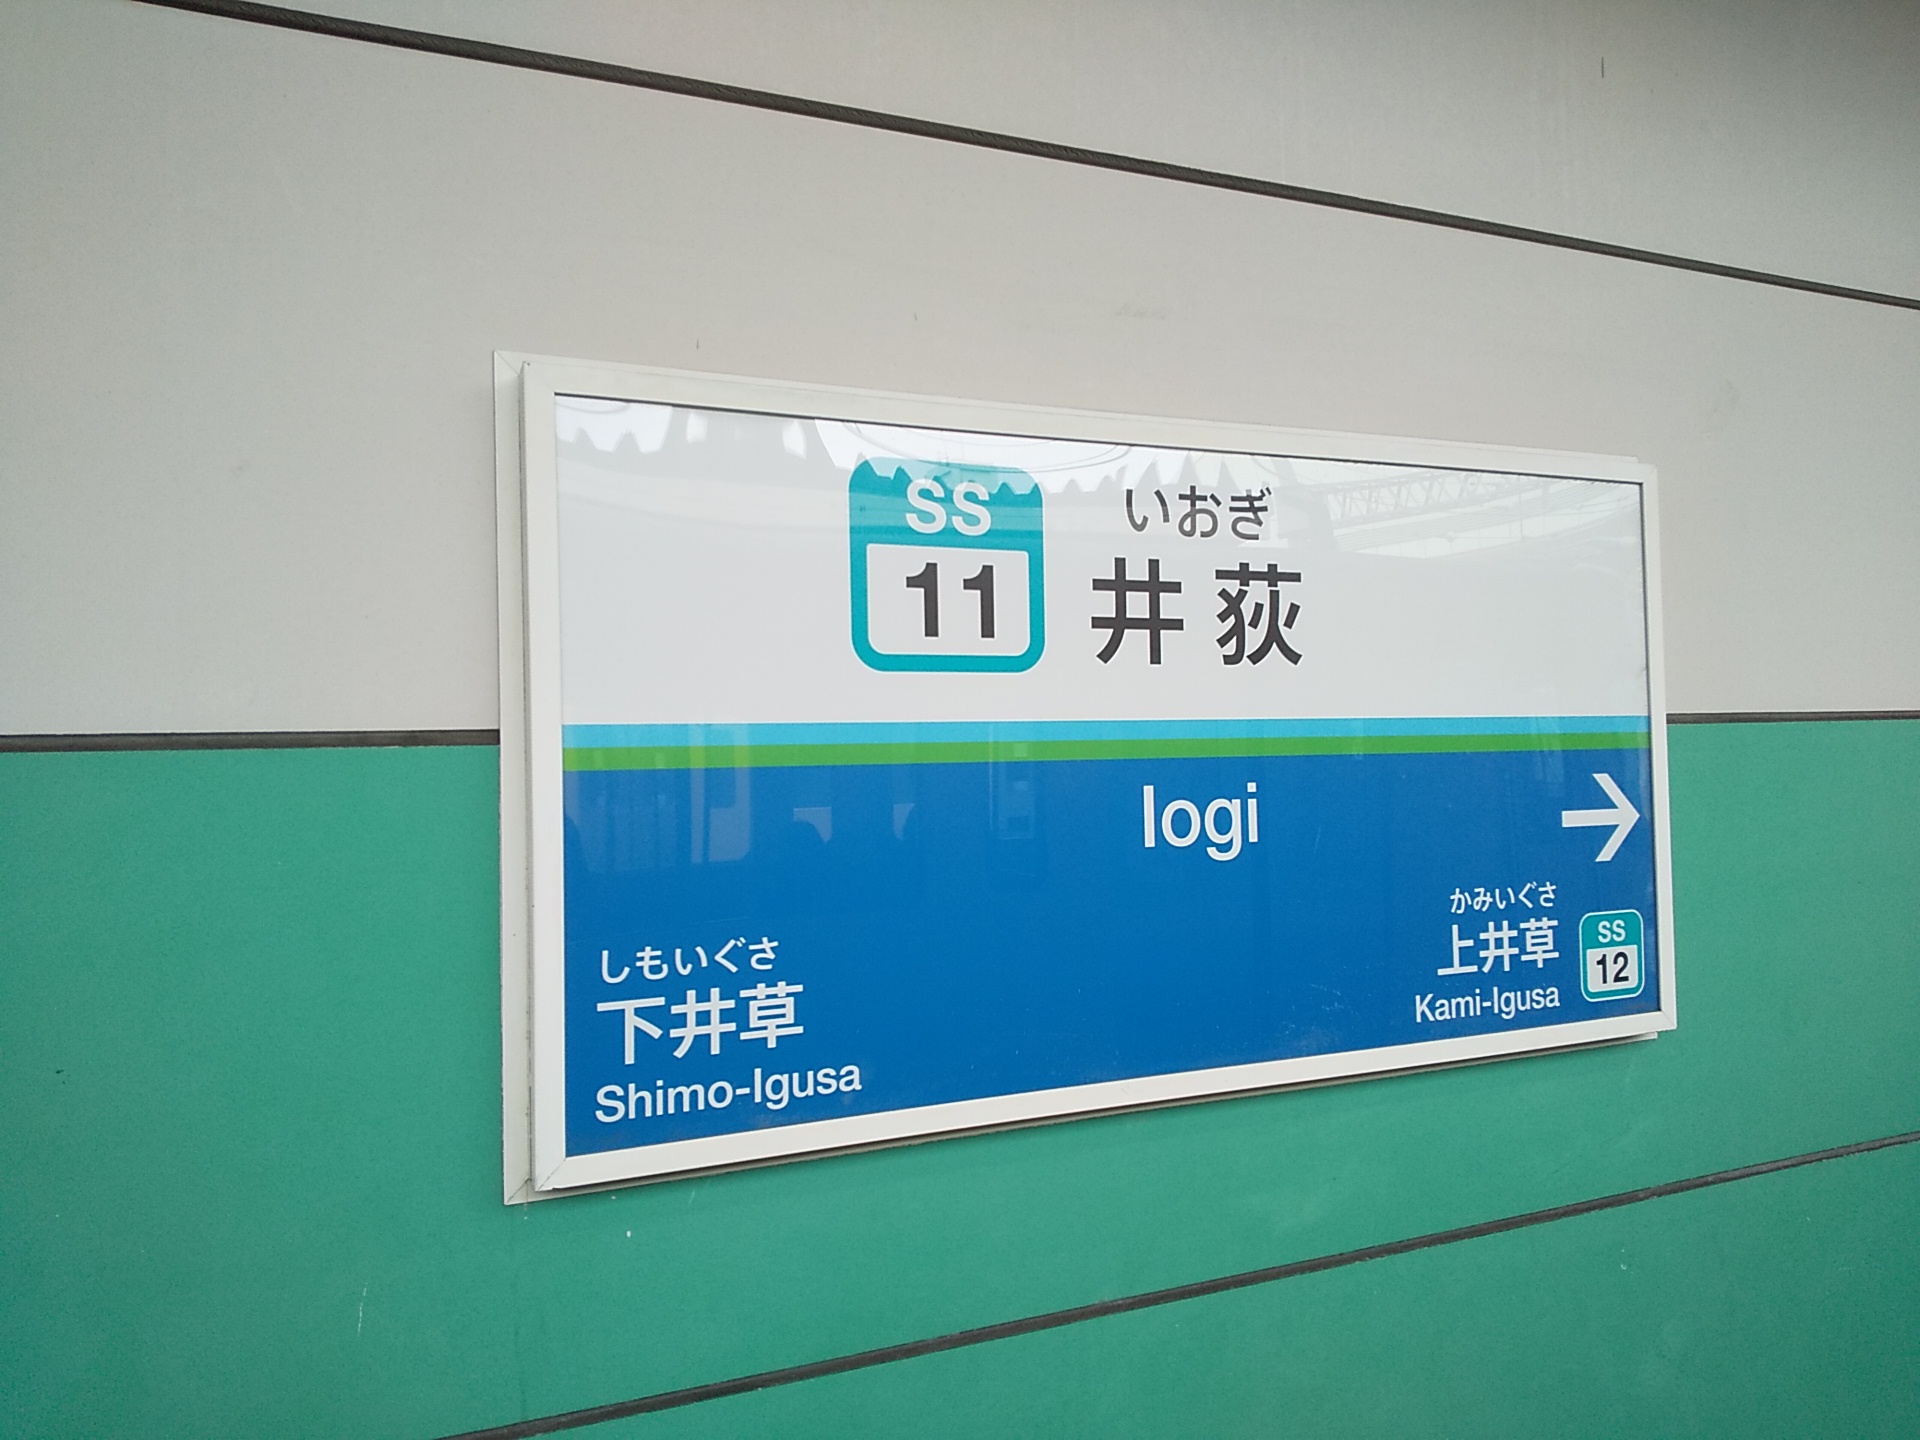 SS
11
いおぎ
井荻
Iogi
→
しもいぐさ
下井草
Shimo-Igusa
かみいぐさ
上井草
Kami-Igusa
SS
12